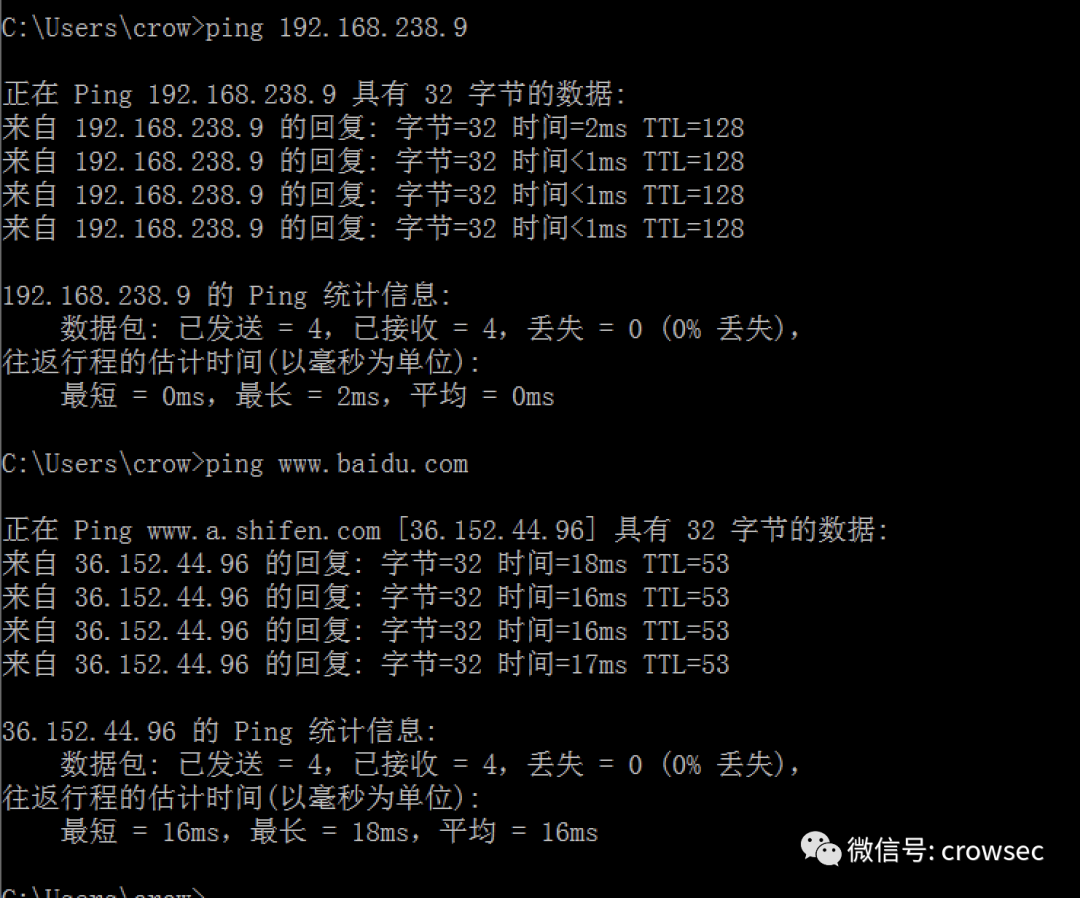 C:\Users\crow>ping 192.168.238.9
正在 Ping 192.168.238.9 具有 32 字节的数据:
来自 192.168.238.9 的回复: 字节=32 时间=2ms TTL=128
来自 192.168.238.9 的回复: 字节=32 时间<1ms TTL=128
来自 192.168.238.9 的回复: 字节=32 时间<1ms TTL=128
来自 192.168.238.9 的回复: 字节=32 时间<1ms TTL=128
192.168.238.9 的 Ping 统计信息:
数据包: 已发送 = 4，已接收 = 4，丢失 = 0 (0% 丢失)，
往返行程的估计时间(以毫秒为单位):
最短 = 0ms，最长 = 2ms，平均 = 0ms
C:\Users\crow>ping www.baidu.com
正在 Ping www.a.shifen.com [36.152.44.96] 具有 32 字节的数据:
来自 36.152.44.96 的回复: 字节=32 时间=18ms TTL=53
来自 36.152.44.96 的回复: 字节=32 时间=16ms TTL=53
来自 36.152.44.96 的回复: 字节=32 时间=16ms TTL=53
来自 36.152.44.96 的回复: 字节=32 时间=17ms TTL=53
36.152.44.96 的 Ping 统计信息:
数据包: 已发送 = 4，已接收 = 4，丢失 = 0 (0% 丢失)，
往返行程的估计时间(以毫秒为单位):
最短 = 16ms，最长 = 18ms，平均 = 16ms
微信号: crowsec
C:\Users\crow>